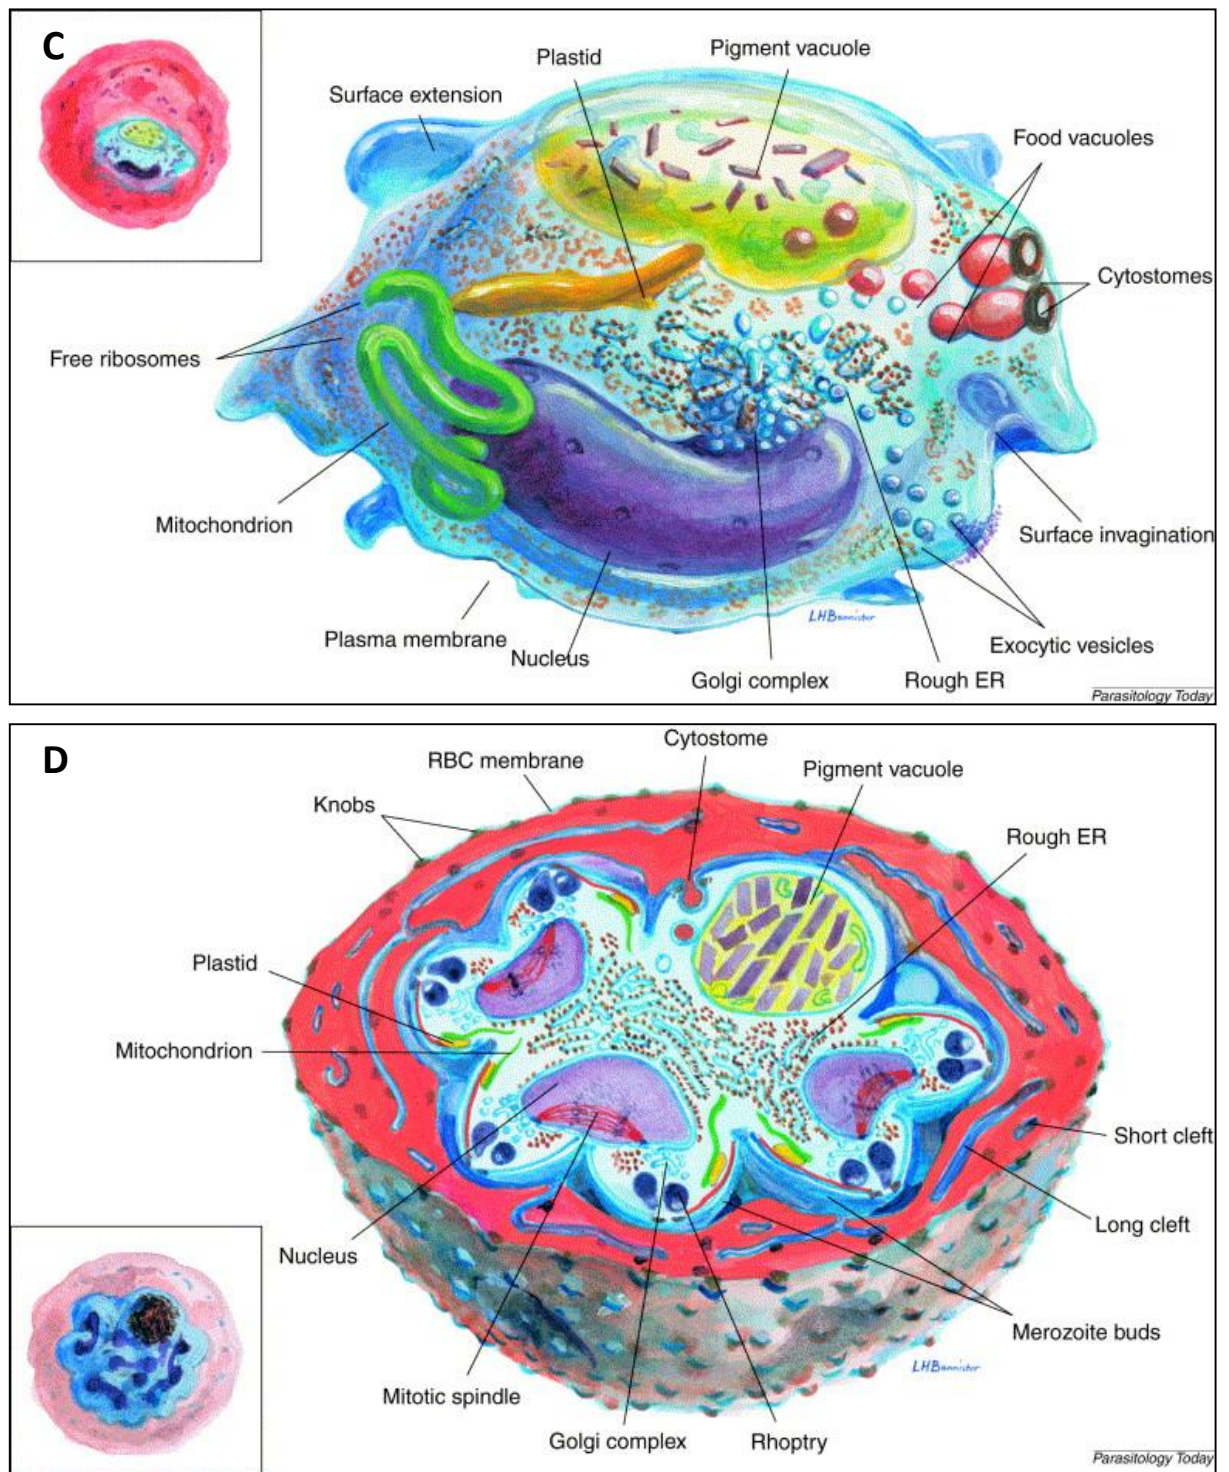 C
Plastid
Pigment vacuole
Surface extension
Food vacuoles
Cytostomes
Free ribosomes
Mitochondrion
Surface invagination
Plasma membrane
Nucleus
LHBannister
Exocytic vesicles
Golgi complex
Rough ER
Parasitology Today
D
Cytostome
RBC membrane
Pigment vacuole
Knobs
Rough ER
Plastid
Mitochondrion
Short cleft
Long cleft
Nucleus
Merozoite buds
LHBannister
Mitotic spindle
Golgi complex
Rhoptry
Parasitology Today